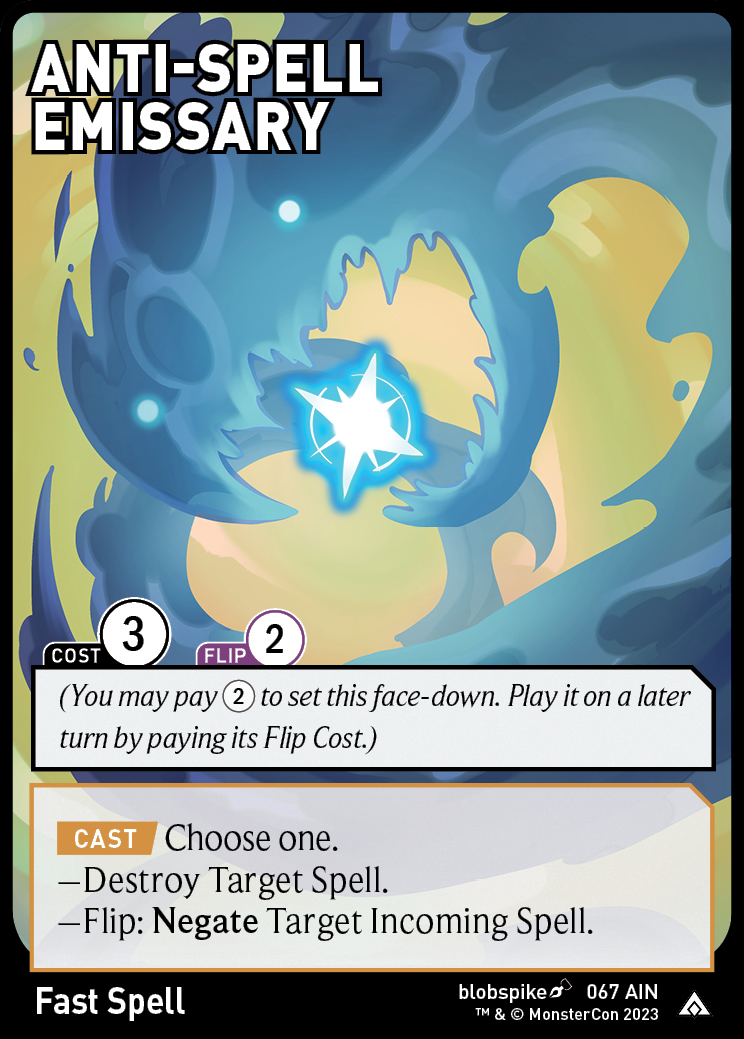 ANTI-SPELL
EMISSARY
COST 3 FLIP 2
(You may pay 2 to set this face-down. Play it on a later
turn by paying its Flip Cost.)
CAST Choose one.
–Destroy Target Spell.
–Flip: Negate Target Incoming Spell.
Fast Spell
blobspike 067 AIN
™ & © MonsterCon 2023